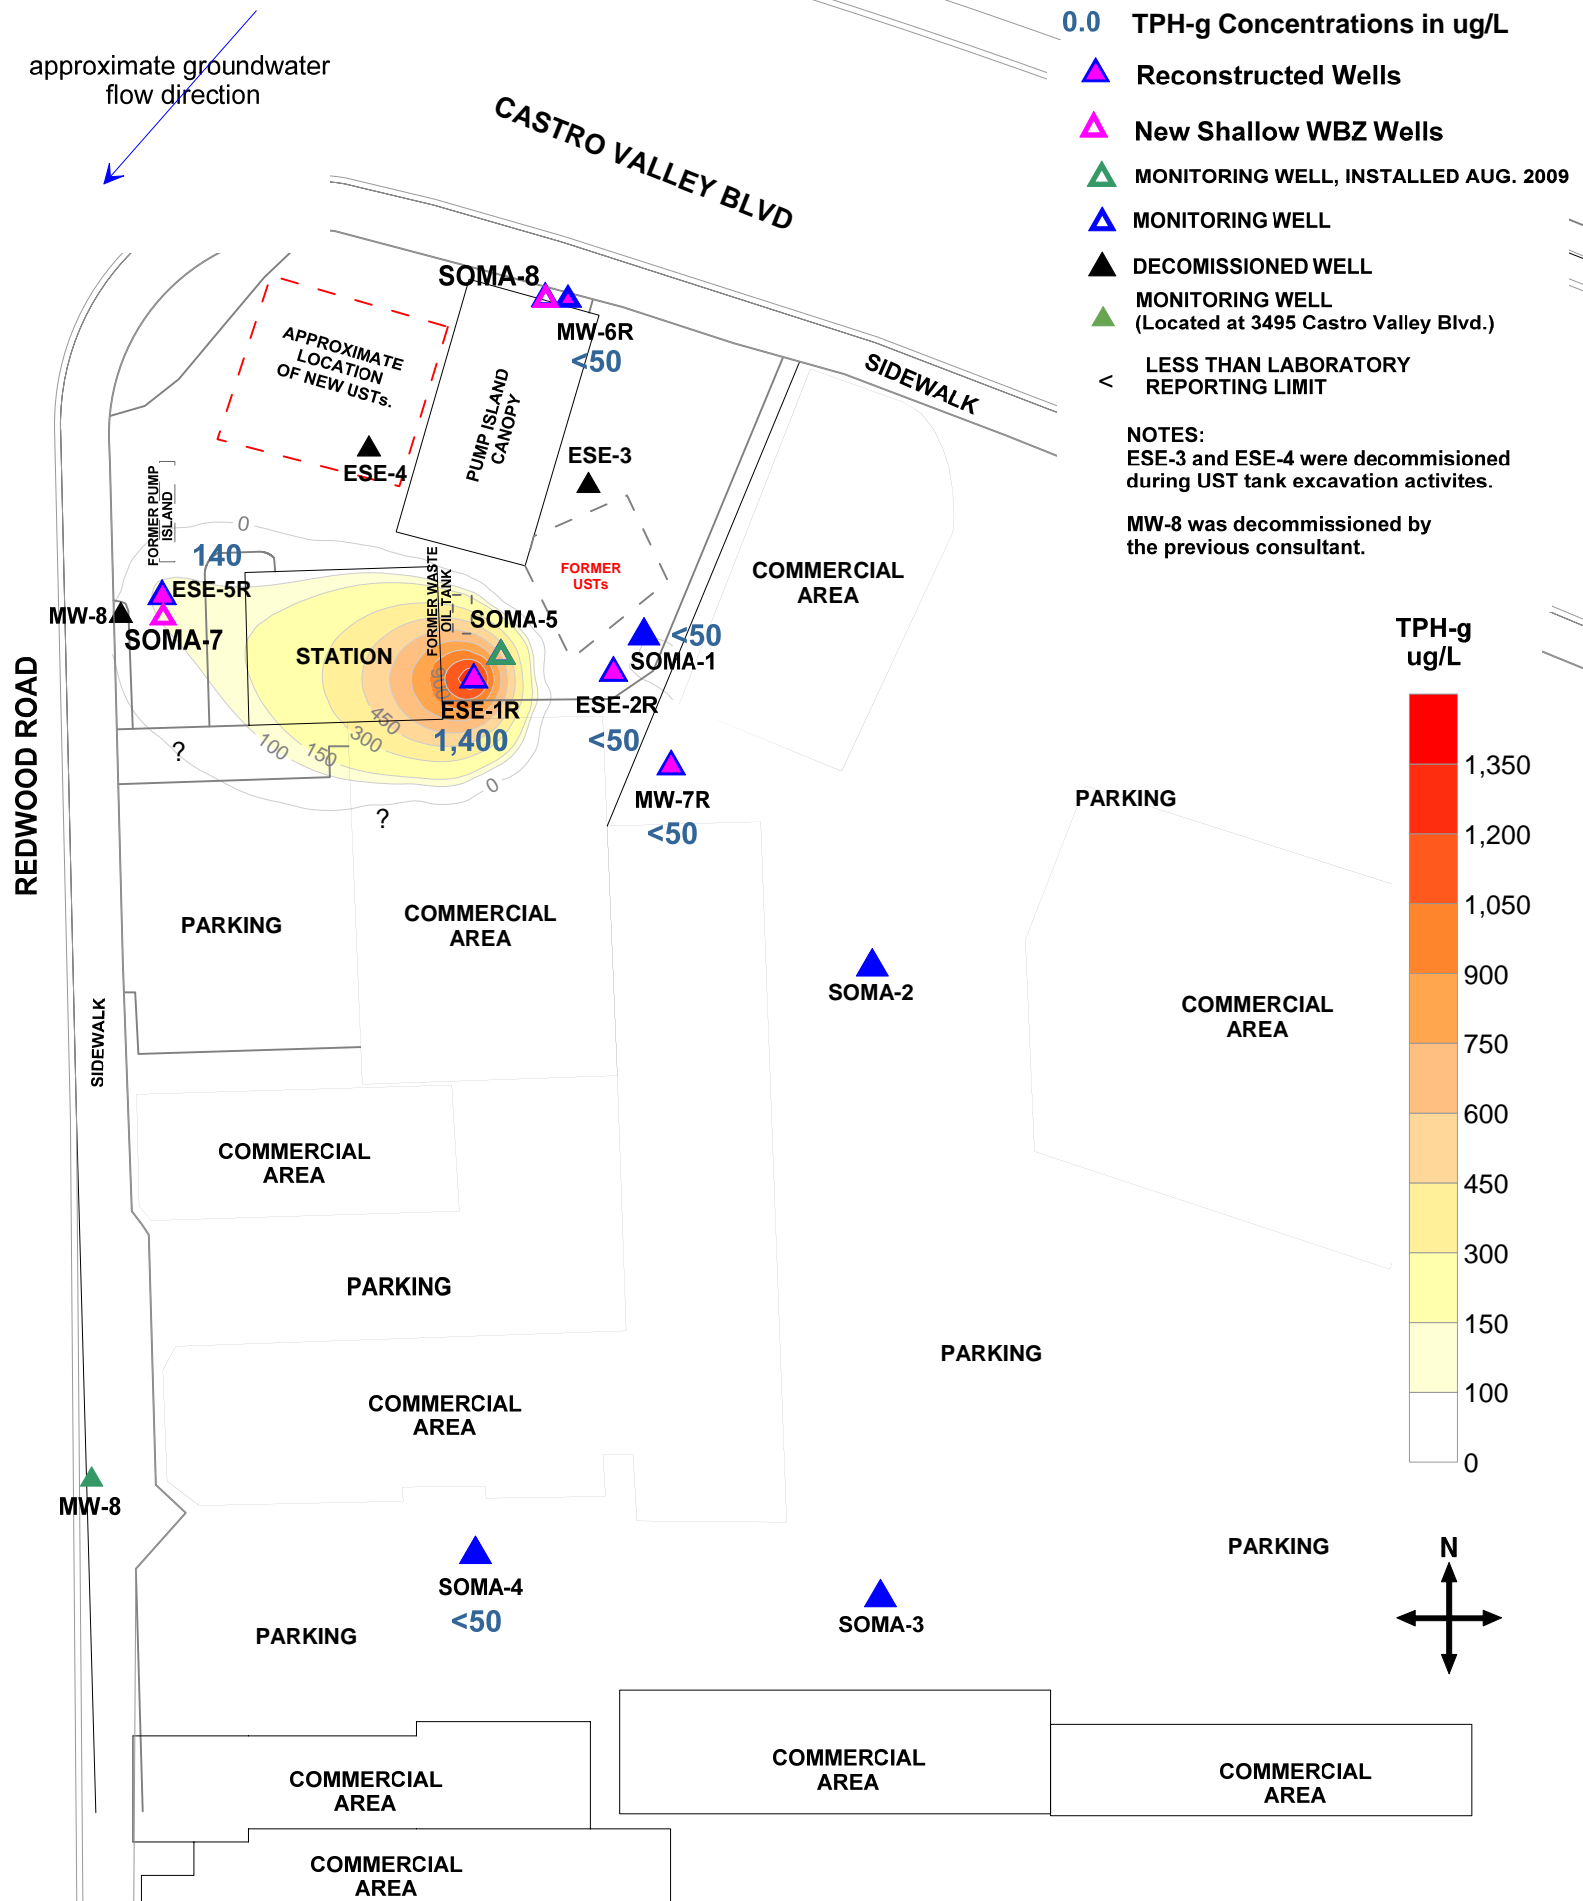 0.0 TPH-g Concentrations in ug/L
Reconstructed Wells
New Shallow WBZ Wells
MONITORING WELL, INSTALLED AUG. 2009
MONITORING WELL
DECOMISSIONED WELL
MONITORING WELL
(Located at 3495 Castro Valley Blvd.)
< LESS THAN LABORATORY
REPORTING LIMIT
NOTES:
ESE-3 and ESE-4 were decommisioned
during UST tank excavation activites.
MW-8 was decommissioned by
the previous consultant.
approximate groundwater
flow direction
CASTRO VALLEY BLVD
SIDEWALK
SOMA-8
MW-6R
<50
APPROXIMATE
LOCATION
OF NEW USTs.
PUMP ISLAND
CANOPY
ESE-4
ESE-3
FORMER PUMP
ISLAND
0
140
ESE-5R
MW-8
SOMA-7
STATION
FORMER WASTE
OIL TANK
FORMER
USTs
SOMA-5
<50
SOMA-1
ESE-2R
<50
ESE-1R
1,400
900
450
300
150
100
0
?
?
MW-7R
<50
COMMERCIAL
AREA
REDWOOD ROAD
SIDEWALK
PARKING
COMMERCIAL
AREA
PARKING
SOMA-2
COMMERCIAL
AREA
COMMERCIAL
AREA
PARKING
PARKING
COMMERCIAL
AREA
MW-8
SOMA-4
<50
SOMA-3
PARKING
PARKING
COMMERCIAL
AREA
COMMERCIAL
AREA
COMMERCIAL
AREA
COMMERCIAL
AREA
TPH-g
ug/L
1,350
1,200
1,050
900
750
600
450
300
150
100
0
N